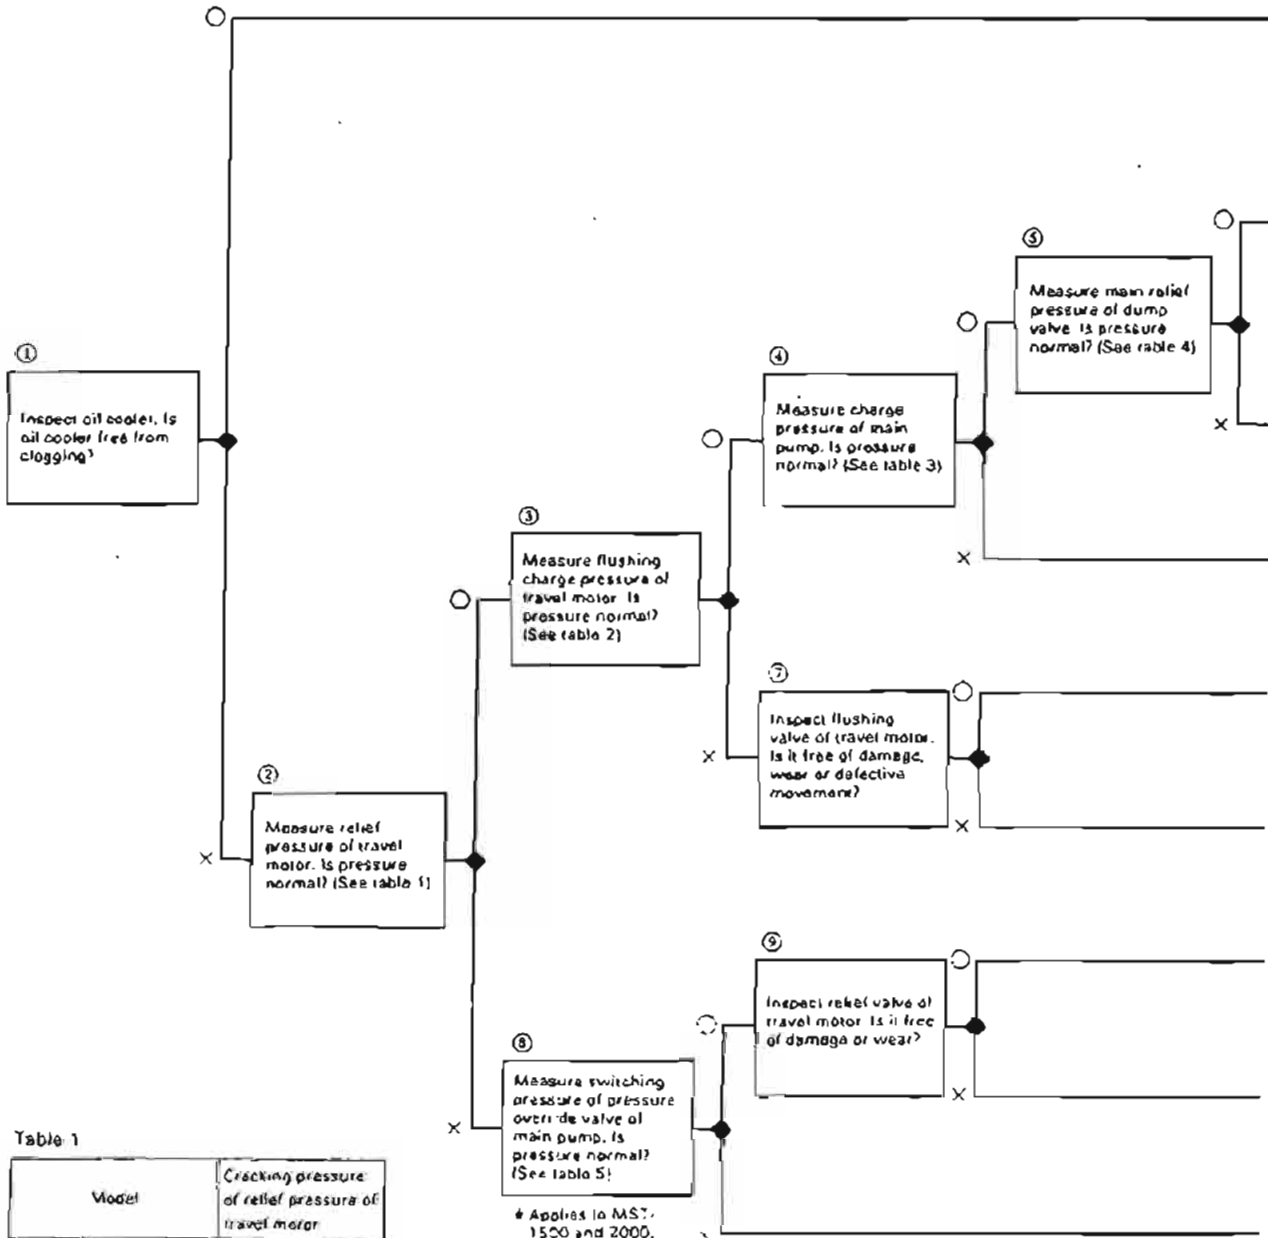 ①
Inspect oil cooler. Is
oil cooler free from
clogging?
②
Measure relief
pressure of travel
motor. Is pressure
normal? (See table 1)
③
Measure flushing
charge pressure of
travel motor. Is
pressure normal?
(See table 2)
④
Measure charge
pressure of main
pump. Is pressure
normal? (See table 3)
⑤
Measure main relief
pressure of dump
valve. Is pressure
normal? (See table 4)
⑦
Inspect flushing
valve of travel motor.
Is it free of damage,
wear or defective
movement?
⑧
Measure switching
pressure of pressure
override valve of
main pump. Is
pressure normal?
(See table 5)
* Applies to MST-
1500 and 2000.
⑨
Inspect relief valve of
travel motor. Is it free
of damage or wear?
Table 1
Model
Cracking pressure
of relief pressure of
travel motor